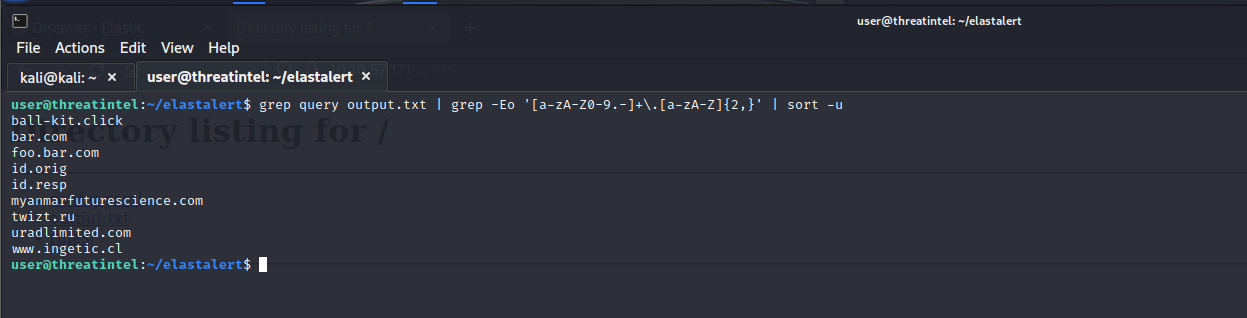 Discover - Elastic Directory listing for /
user@threatintel: ~/elastalert
File Actions Edit View Help
kali@kali: ~ × user@threatintel: ~/elastalert ×
user@threatintel:~/elastalert$ grep query output.txt | grep -Eo '[a-zA-Z0-9.-]+\.[a-zA-Z]{2,}' | sort -u
ball-kit.click
Directory listing for /
bar.com
foo.bar.com
id.orig
id.resp
myanmarfuturescience.com
twizt.ru
uradlimited.com
www.ingetic.cl
user@threatintel:~/elastalert$